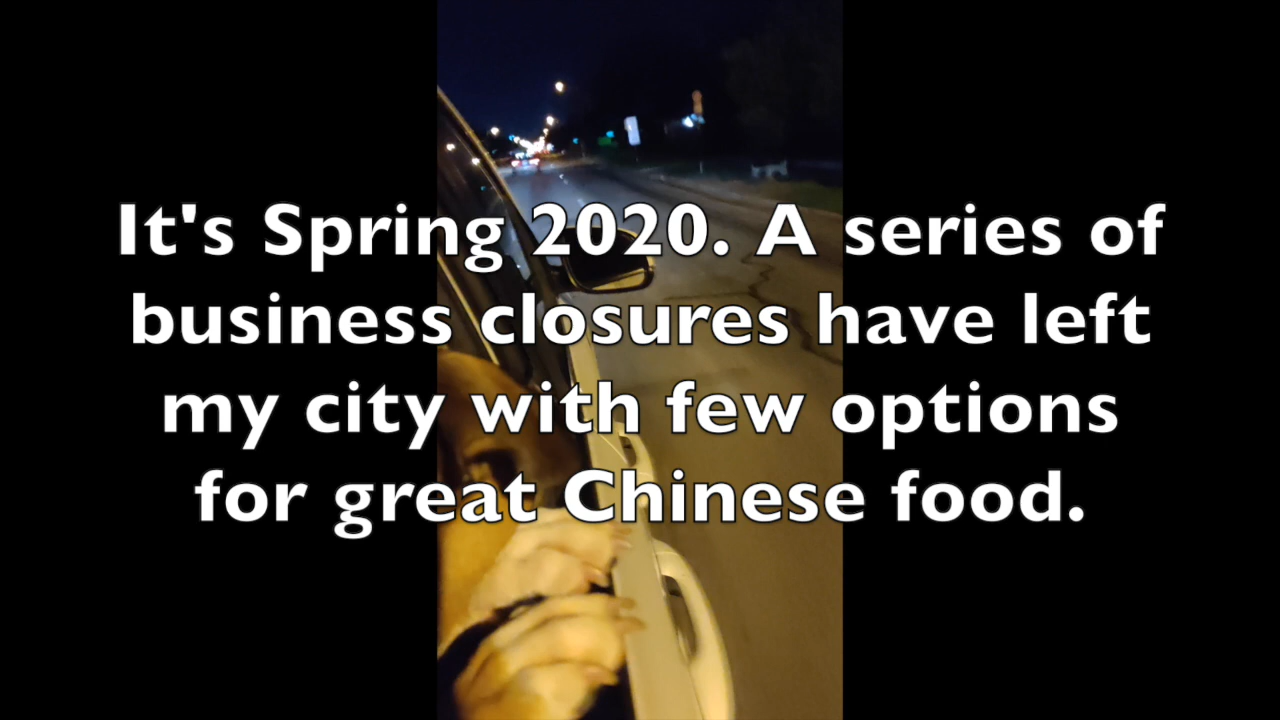 It's Spring 2020. A series of
business closures have left
my city with few options
for great Chinese food.